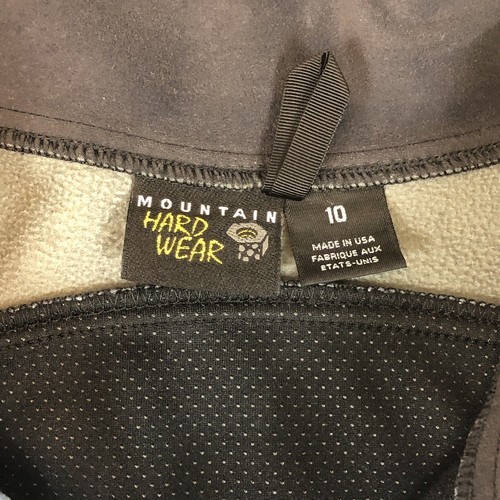 MOUNTAIN
HARD
WEAR
10
MADE IN USA
FABRIQUE AUX
ETATS-UNIS